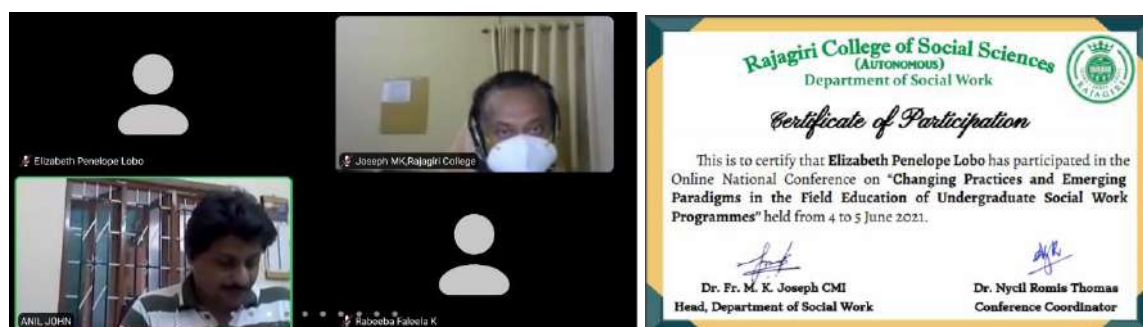 Elizabeth Penelope Lobo
Joseph MK,Rajagiri College
ANIL JOHN
Rabeeba Faleela K
Rajagiri College of Social Sciences
(AUTONOMOUS)
Department of Social Work
RAJAGIRI
Certificate of Participation
This is to certify that Elizabeth Penelope Lobo has participated in the
Online National Conference on "Changing Practices and Emerging
Paradigms in the Field Education of Undergraduate Social Work
Programmes" held from 4 to 5 June 2021.
Dr. Fr. M. K. Joseph CMI
Head, Department of Social Work
Dr. Nycil Romis Thomas
Conference Coordinator